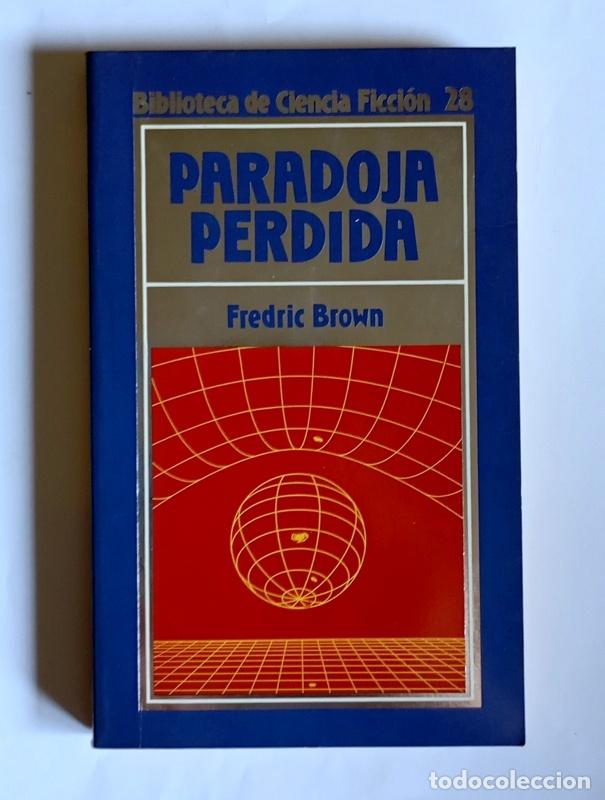 Biblioteca de Ciencia Ficción 28
PARADOJA
PERDIDA
Fredric Brown
todocoleccion